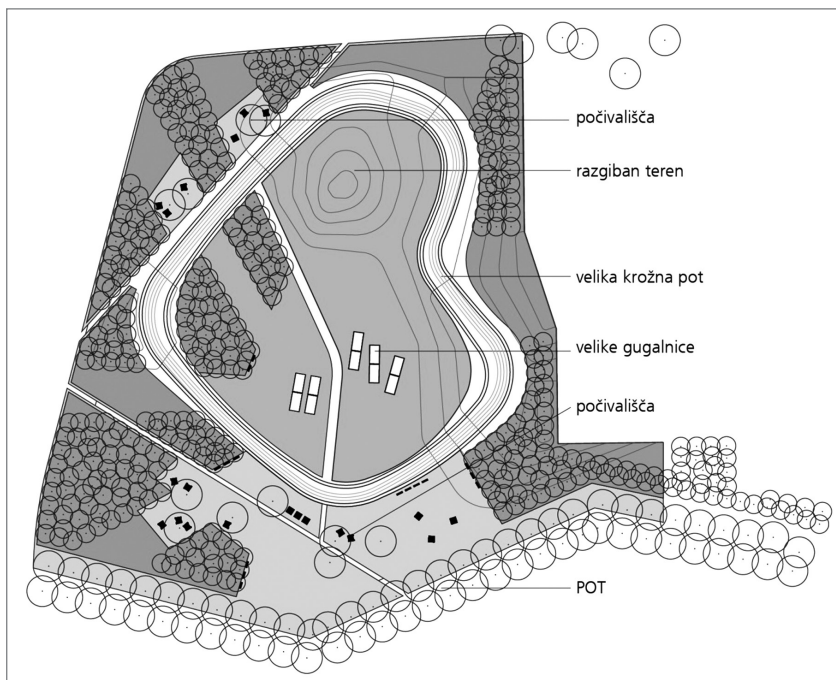 počivališča
razgiban teren
velika krožna pot
velike gugalnice
počivališča
POT